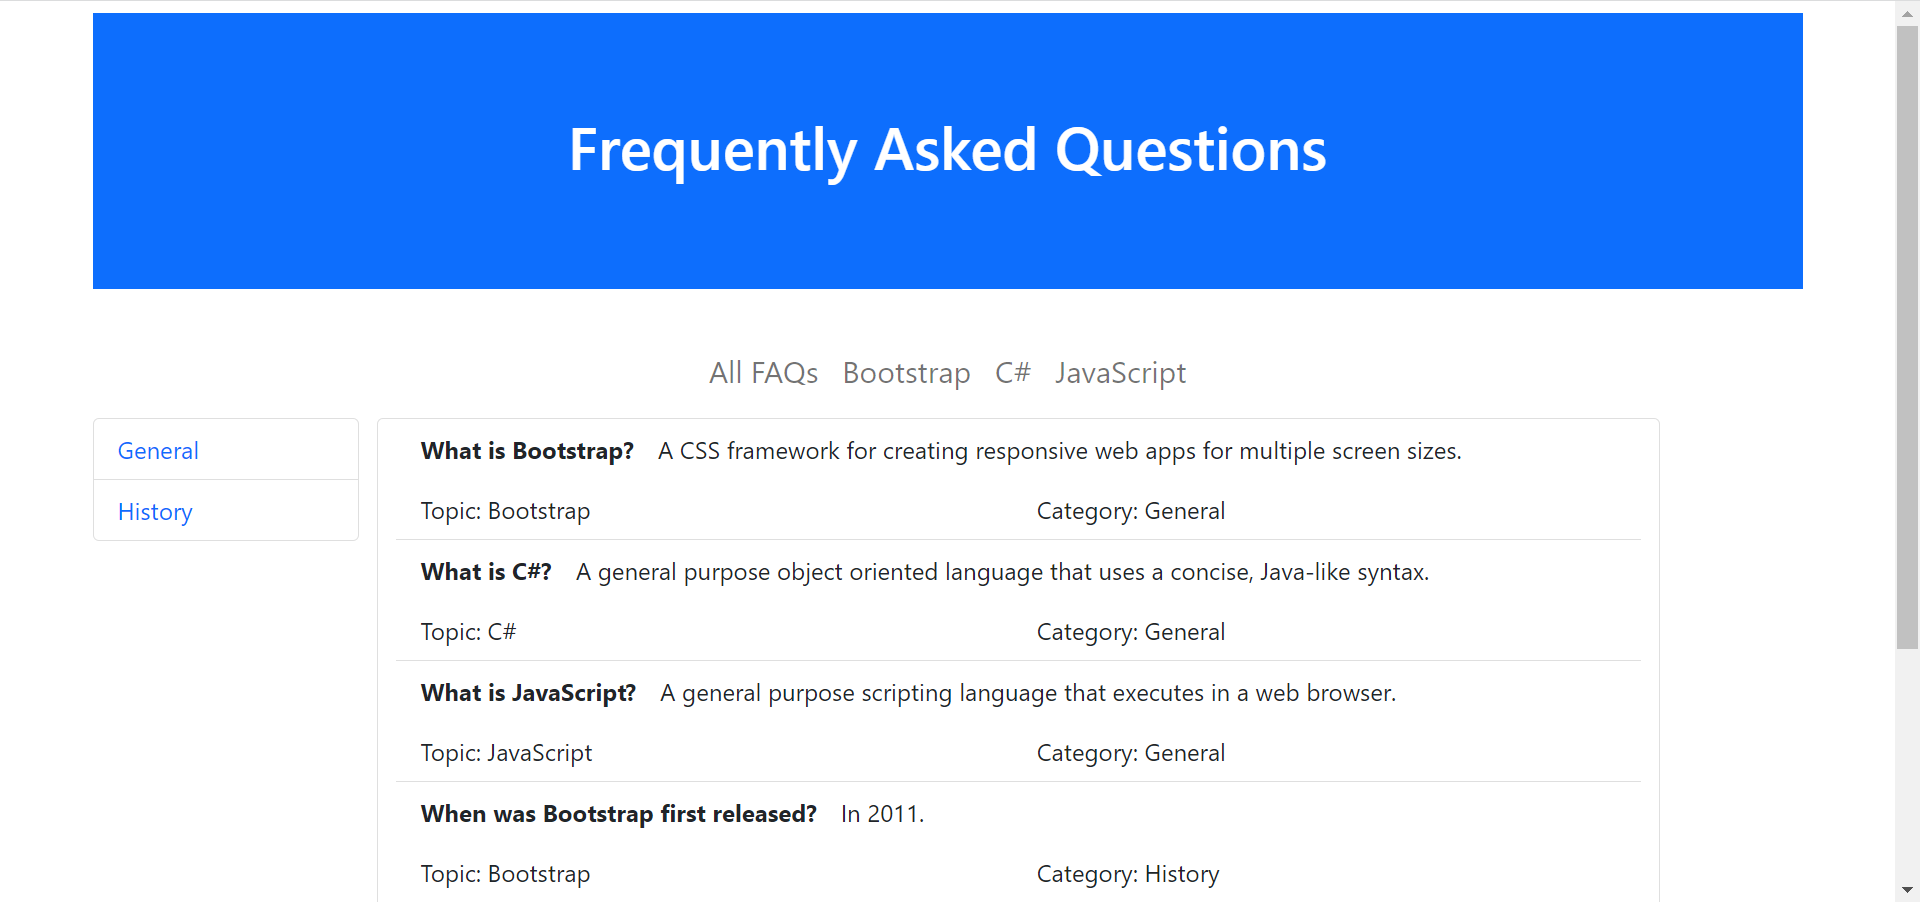 Frequently Asked Questions
All FAQs Bootstrap C# JavaScript
General
History
What is Bootstrap? A CSS framework for creating responsive web apps for multiple screen sizes.
Topic: Bootstrap Category: General
What is C#? A general purpose object oriented language that uses a concise, Java-like syntax.
Topic: C# Category: General
What is JavaScript? A general purpose scripting language that executes in a web browser.
Topic: JavaScript Category: General
When was Bootstrap first released? In 2011.
Topic: Bootstrap Category: History